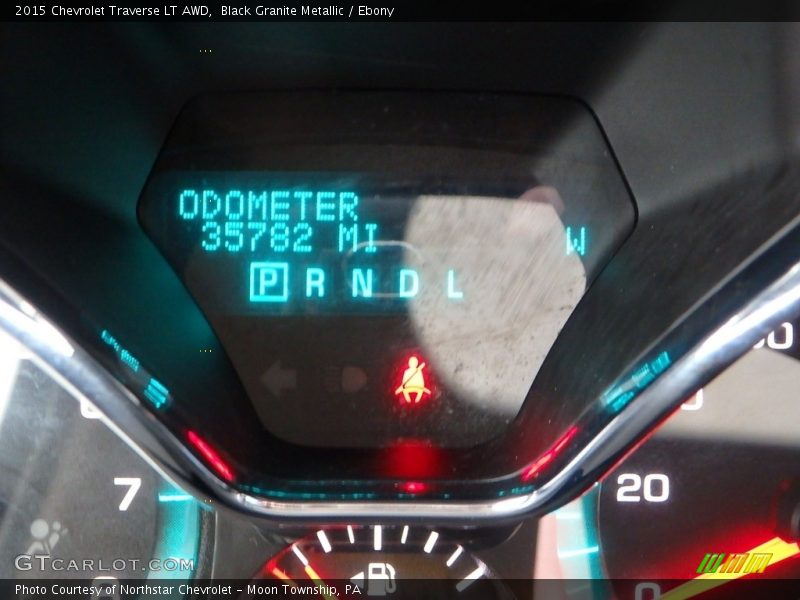 2015 Chevrolet Traverse LT AWD,  Black Granite Metallic / Ebony
ODOMETER
35782 MI W
P R N D L
7
20
0
GTCARLOT.COM
Photo Courtesy of Northstar Chevrolet - Moon Township, PA